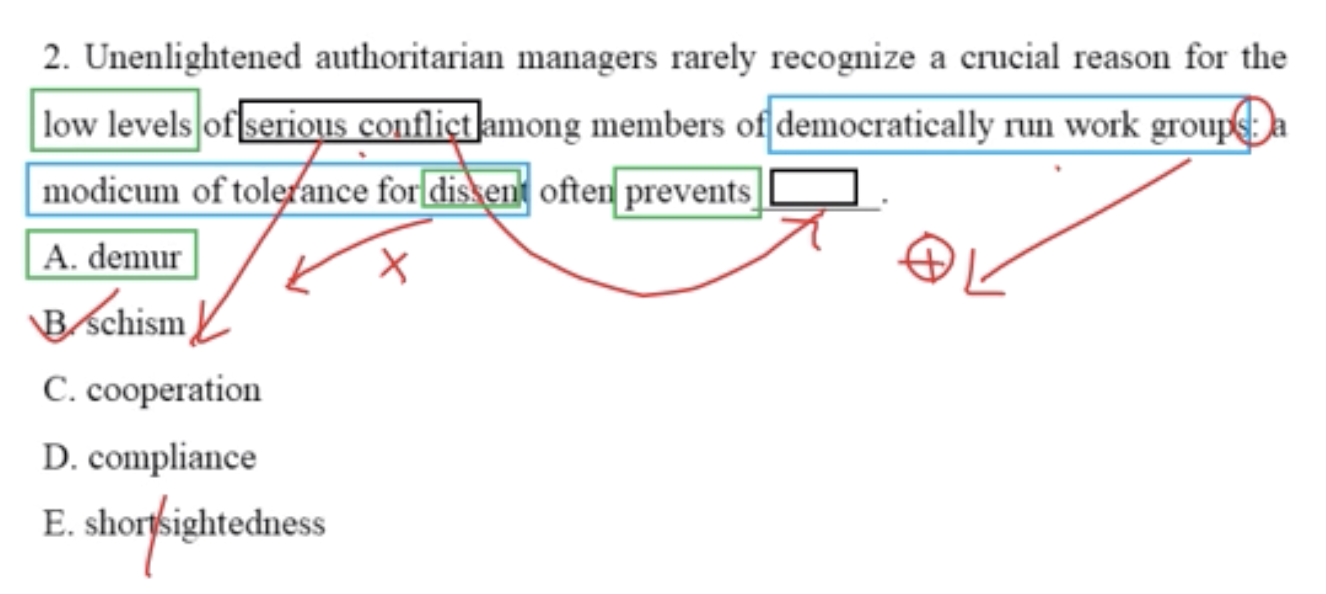 2. Unenlightened authoritarian managers rarely recognize a crucial reason for the
low levels of serious conflict among members of democratically run work groups: a
modicum of tolerance for dissent often prevents ________.
A. demur
B. schism
C. cooperation
D. compliance
E. shortsightedness